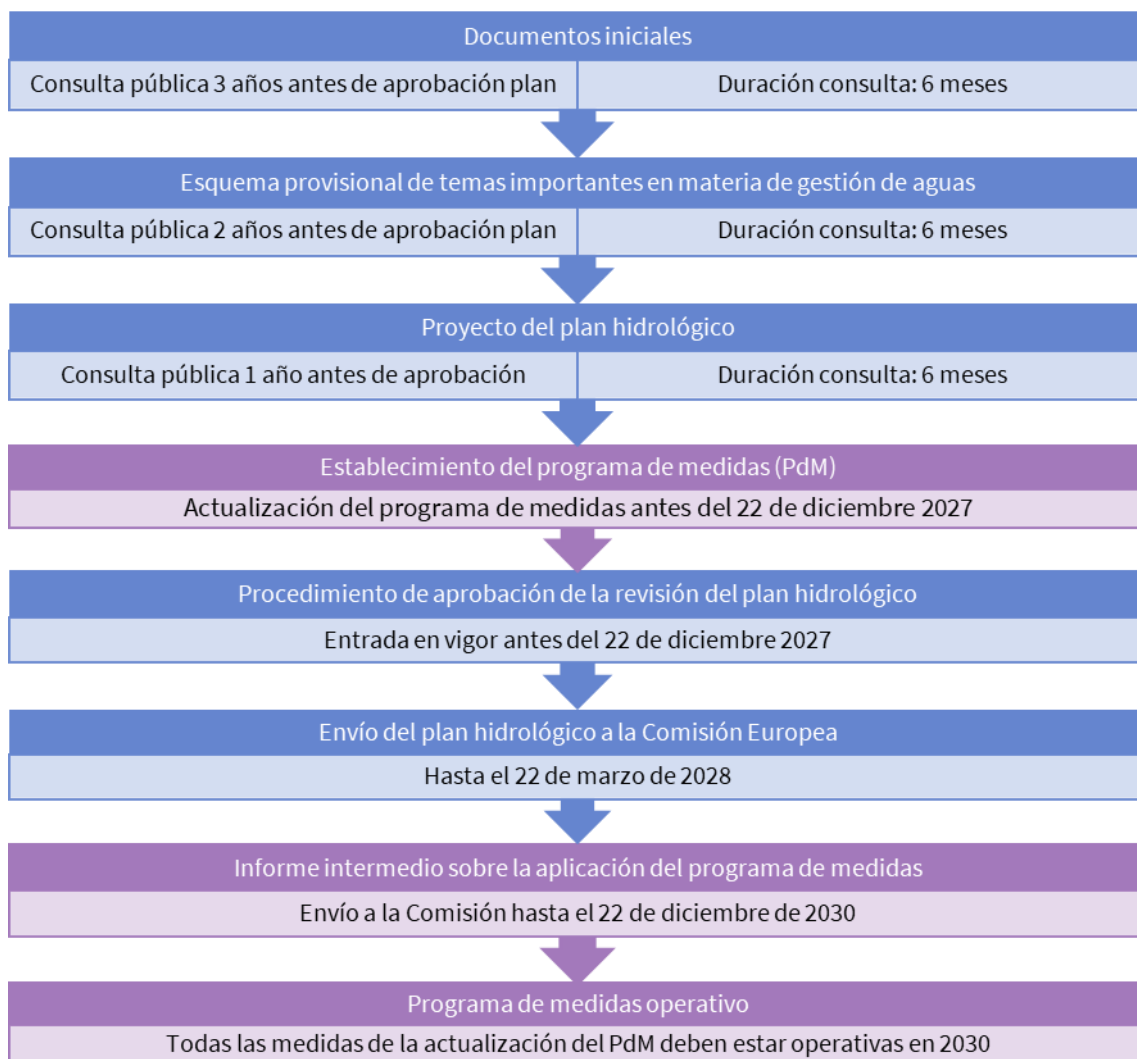 Documentos iniciales
Consulta pública 3 años antes de aprobación plan
Duración consulta: 6 meses
Esquema provisional de temas importantes en materia de gestión de aguas
Consulta pública 2 años antes de aprobación plan
Duración consulta: 6 meses
Proyecto del plan hidrológico
Consulta pública 1 año antes de aprobación
Duración consulta: 6 meses
Establecimiento del programa de medidas (PdM)
Actualización del programa de medidas antes del 22 de diciembre 2027
Procedimiento de aprobación de la revisión del plan hidrológico
Entrada en vigor antes del 22 de diciembre 2027
Envío del plan hidrológico a la Comisión Europea
Hasta el 22 de marzo de 2028
Informe intermedio sobre la aplicación del programa de medidas
Envío a la Comisión hasta el 22 de diciembre de 2030
Programa de medidas operativo
Todas las medidas de la actualización del PdM deben estar operativas en 2030